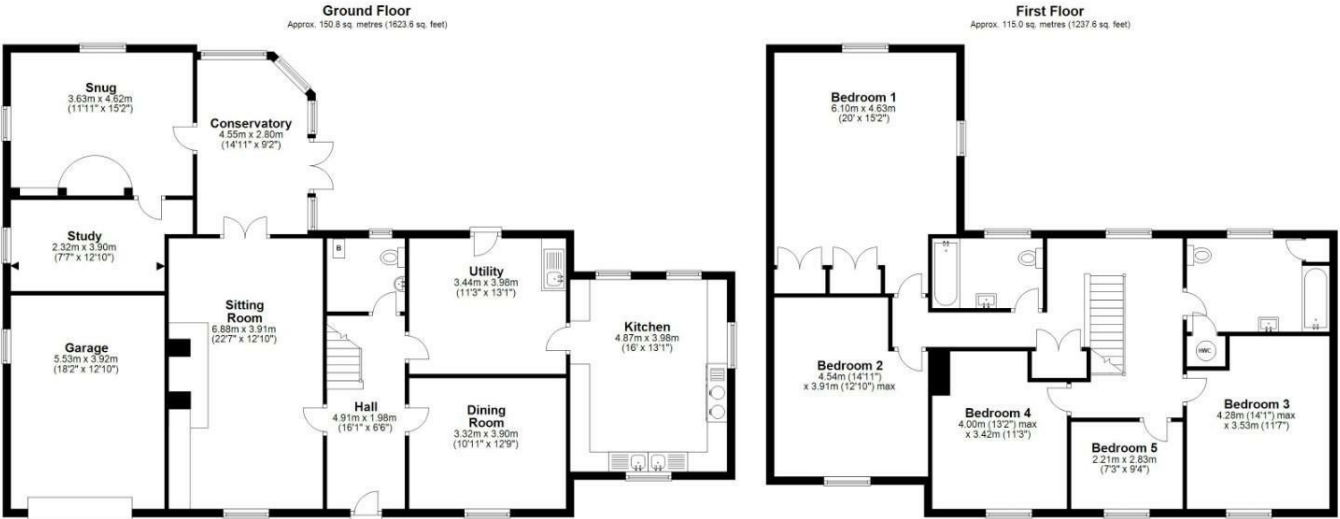 Ground Floor
Approx. 150.8 sq. metres (1623.6 sq. feet)
Snug
3.63m x 4.62m
(11'11" x 15'2")
Conservatory
4.55m x 2.80m
(14'11" x 9'2")
Study
2.32m x 3.90m
(7'7" x 12'10")
Sitting
Room
6.88m x 3.91m
(22'7" x 12'10")
B
Utility
3.44m x 3.98m
(11'3" x 13'1")
Garage
5.53m x 3.92m
(18'2" x 12'10")
Kitchen
4.87m x 3.98m
(16' x 13'1")
Hall
4.91m x 1.98m
(16'1" x 6'6")
Dining
Room
3.32m x 3.90m
(10'11" x 12'9")
First Floor
Approx. 115.0 sq. metres (1237.6 sq. feet)
Bedroom 1
6.10m x 4.63m
(20' x 15'2")
Bedroom 2
4.54m (14'11")
x 3.91m (12'10") max
HWC
Bedroom 4
4.00m (13'2") max
x 3.42m (11'3")
Bedroom 3
4.28m (14'1") max
x 3.53m (11'7")
Bedroom 5
2.21m x 2.83m
(7'3" x 9'4")